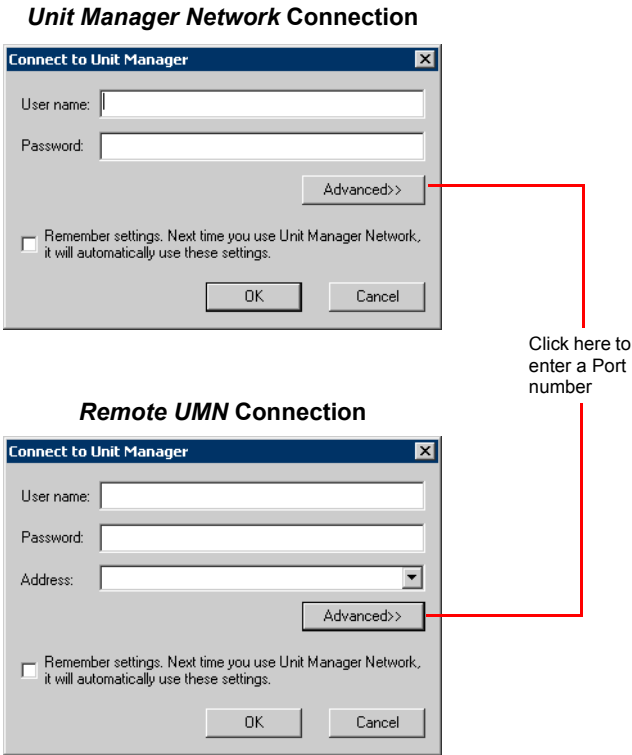 Unit Manager Network Connection
Connect to Unit Manager
User name:
Password:
Advanced>>
Remember settings. Next time you use Unit Manager Network,
it will automatically use these settings.
OK Cancel
Click here to
enter a Port
number
Remote UMN Connection
Connect to Unit Manager
User name:
Password:
Address:
Advanced>>
Remember settings. Next time you use Unit Manager Network,
it will automatically use these settings.
OK Cancel